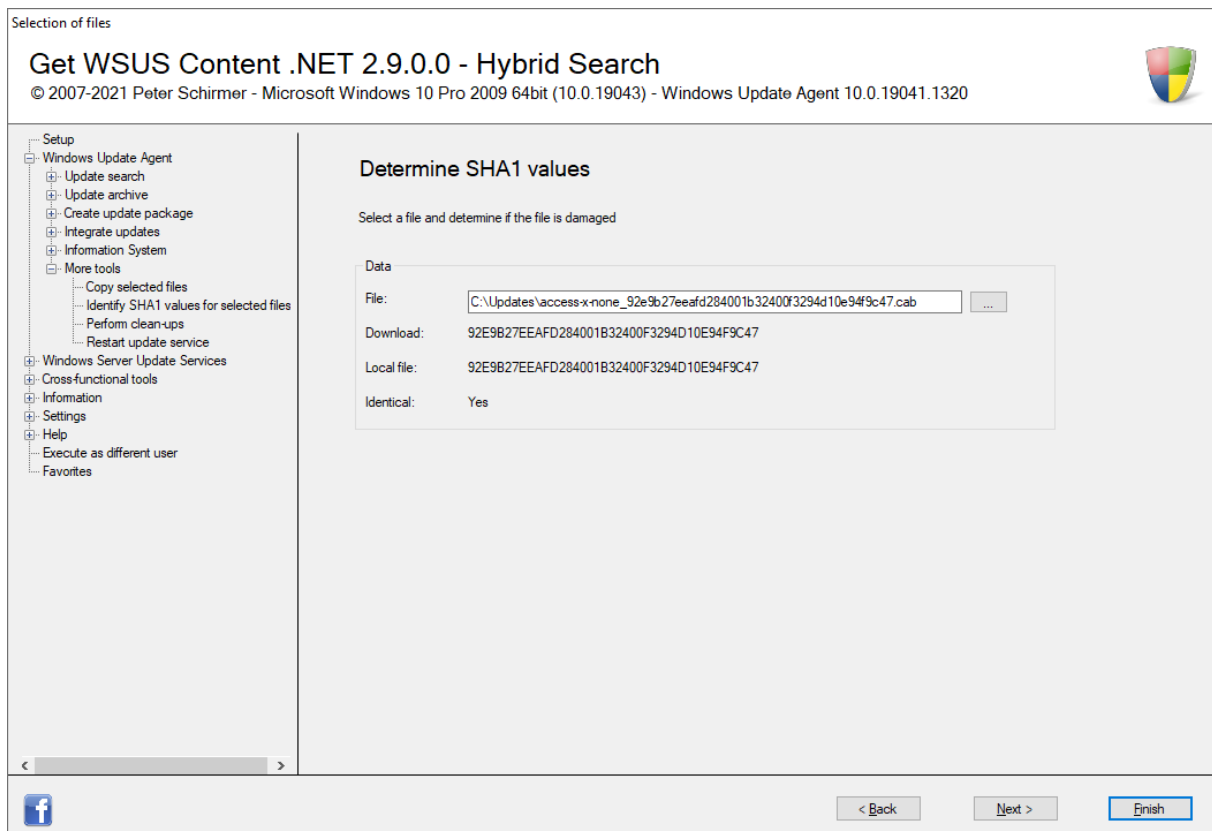 Selection of files
Get WSUS Content .NET 2.9.0.0 - Hybrid Search
© 2007-2021 Peter Schirmer - Microsoft Windows 10 Pro 2009 64bit (10.0.19043) - Windows Update Agent 10.0.19041.1320
Setup
Windows Update Agent
Update search
Update archive
Create update package
Integrate updates
Information System
More tools
Copy selected files
Identify SHA1 values for selected files
Perform clean-ups
Restart update service
Windows Server Update Services
Cross-functional tools
Information
Settings
Help
Execute as different user
Favorites
Determine SHA1 values
Select a file and determine if the file is damaged
Data
File: C:\Updates\access-x-none_92e9b27eeafd284001b32400f3294d10e94f9c47.cab ...
Download: 92E9B27EEAFD284001B32400F3294D10E94F9C47
Local file: 92E9B27EEAFD284001B32400F3294D10E94F9C47
Identical: Yes
f
< Back Next > Finish